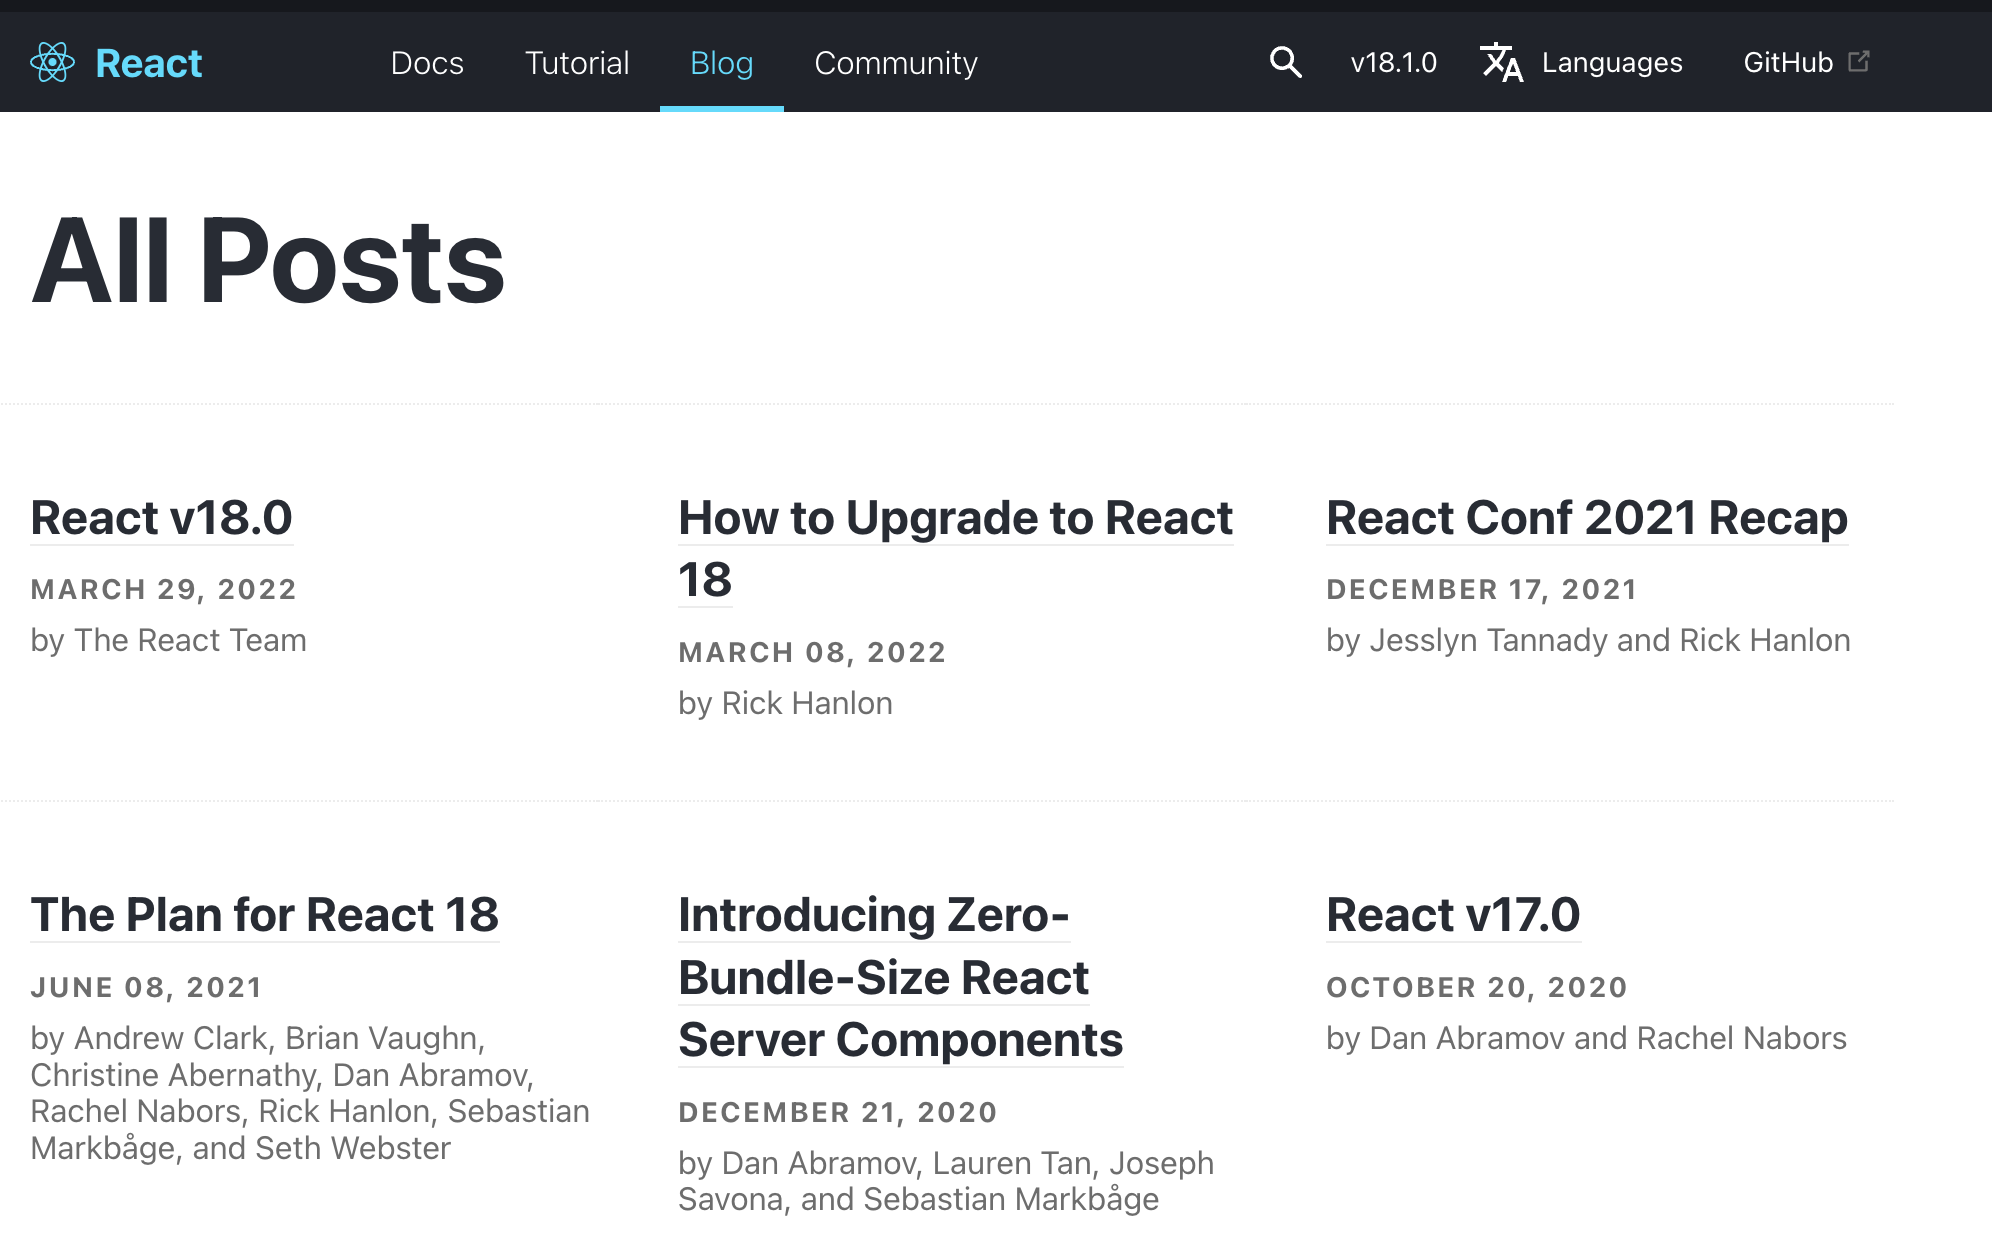 React Docs Tutorial Blog Community v18.1.0 Languages GitHub
All Posts
React v18.0
MARCH 29, 2022
by The React Team
How to Upgrade to React
18
MARCH 08, 2022
by Rick Hanlon
React Conf 2021 Recap
DECEMBER 17, 2021
by Jesslyn Tannady and Rick Hanlon
The Plan for React 18
JUNE 08, 2021
by Andrew Clark, Brian Vaughn,
Christine Abernathy, Dan Abramov,
Rachel Nabors, Rick Hanlon, Sebastian
Markbåge, and Seth Webster
Introducing Zero-
Bundle-Size React
Server Components
DECEMBER 21, 2020
by Dan Abramov, Lauren Tan, Joseph
Savona, and Sebastian Markbåge
React v17.0
OCTOBER 20, 2020
by Dan Abramov and Rachel Nabors